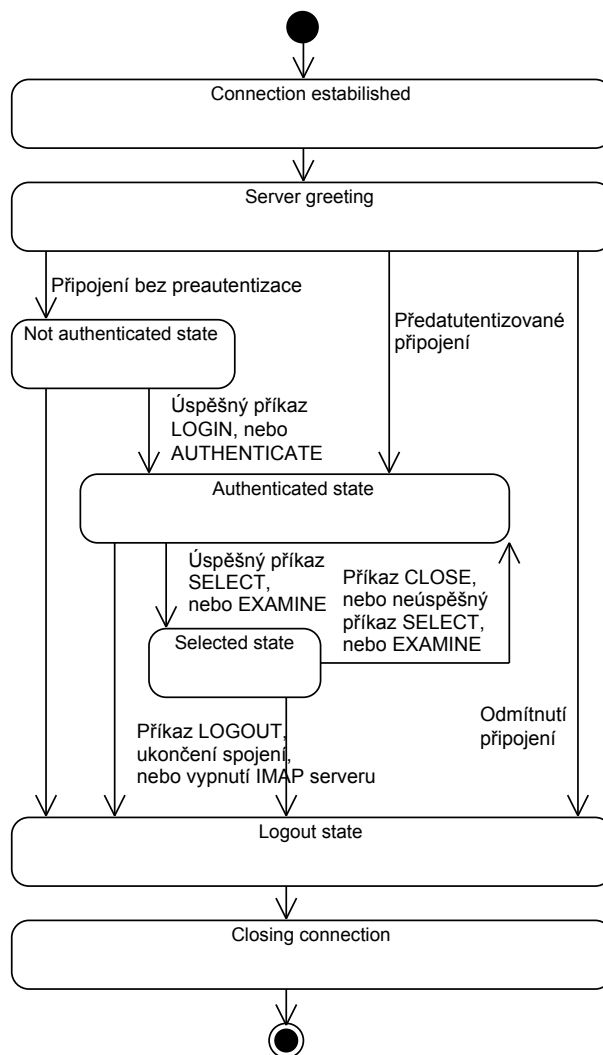 Connection estabilished
Server greeting
Připojení bez preautentizace
Předatutentizované
připojení
Not authenticated state
Úspěšný příkaz
LOGIN, nebo
AUTHENTICATE
Authenticated state
Úspěšný příkaz
SELECT,
nebo EXAMINE
Příkaz CLOSE,
nebo neúspěšný
příkaz SELECT,
nebo EXAMINE
Selected state
Příkaz LOGOUT,
ukončení spojení,
nebo vypnutí IMAP serveru
Odmítnutí
připojení
Logout state
Closing connection